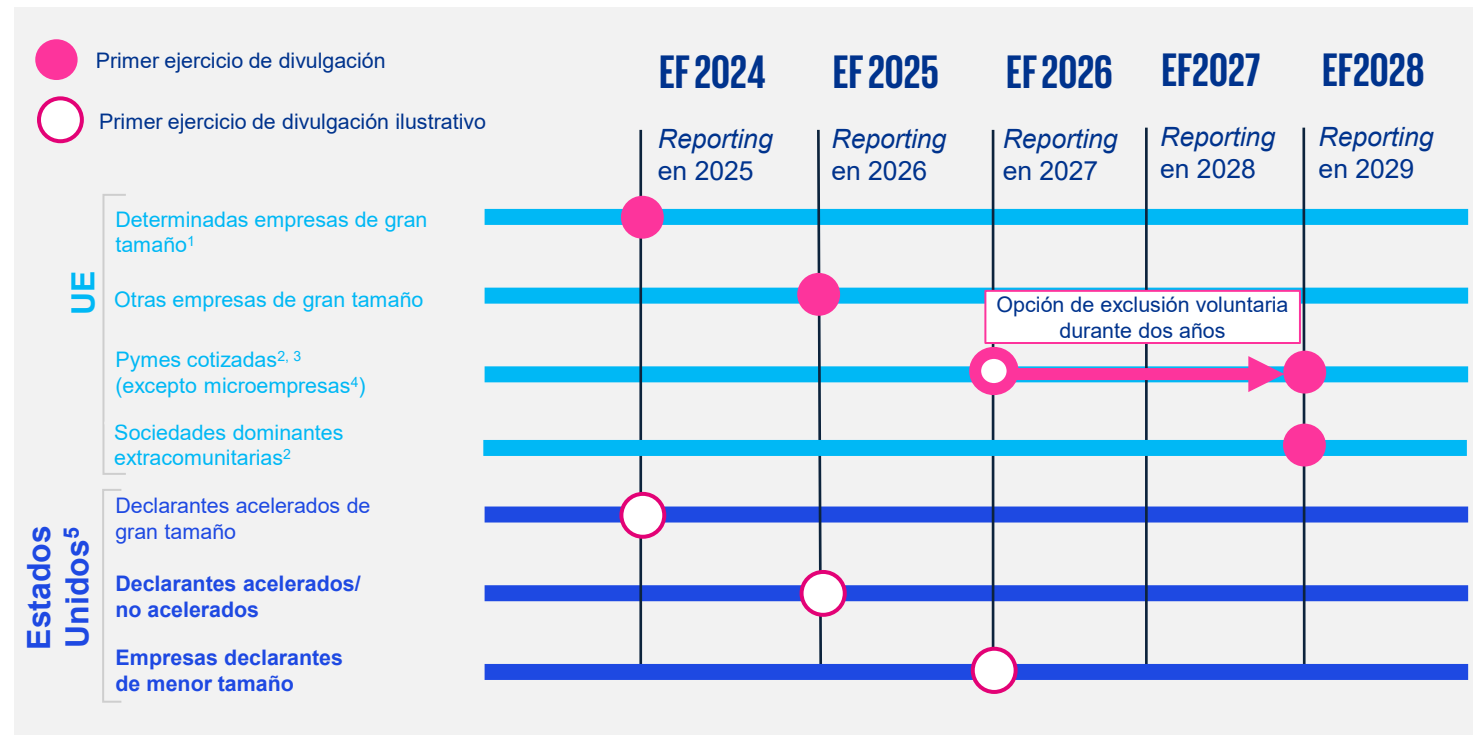 Primer ejercicio de divulgación
Primer ejercicio de divulgación ilustrativo
EF 2024
EF 2025
EF 2026
EF2027
EF2028
Reporting
en 2025
Reporting
en 2026
Reporting
en 2027
Reporting
en 2028
Reporting
en 2029
UE
Determinadas empresas de gran
tamaño¹
Otras empresas de gran tamaño
Opción de exclusión voluntaria
durante dos años
Pymes cotizadas², ³
(excepto microempresas⁴)
Sociedades dominantes
extracomunitarias²
Estados
Unidos⁵
Declarantes acelerados de
gran tamaño
Declarantes acelerados/
no acelerados
Empresas declarantes
de menor tamaño